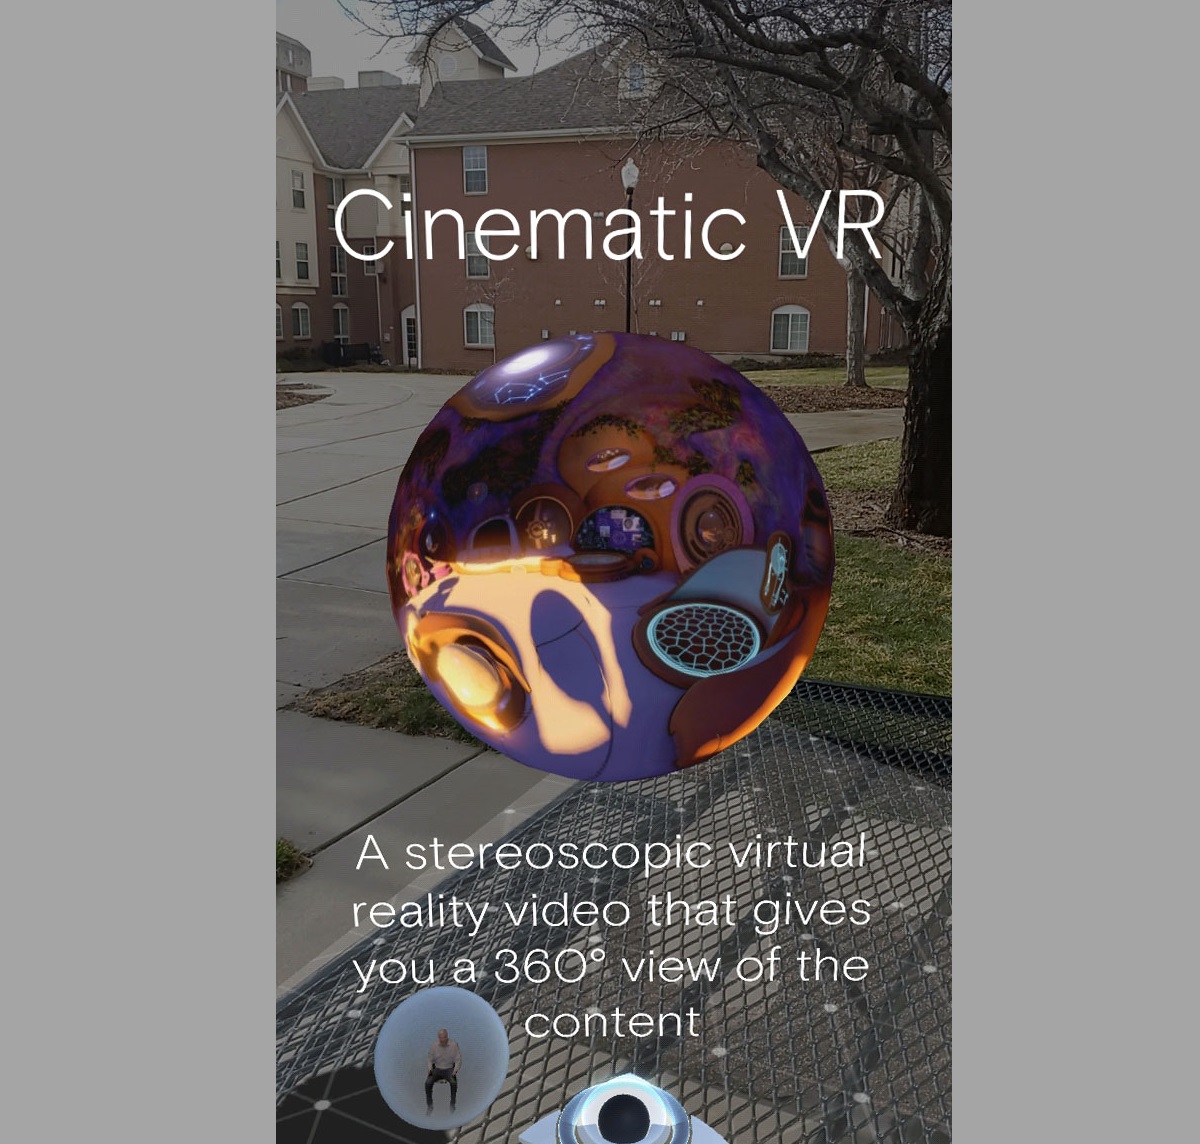 Cinematic VR
A stereoscopic virtual
reality video that gives
you a 360° view of the
content